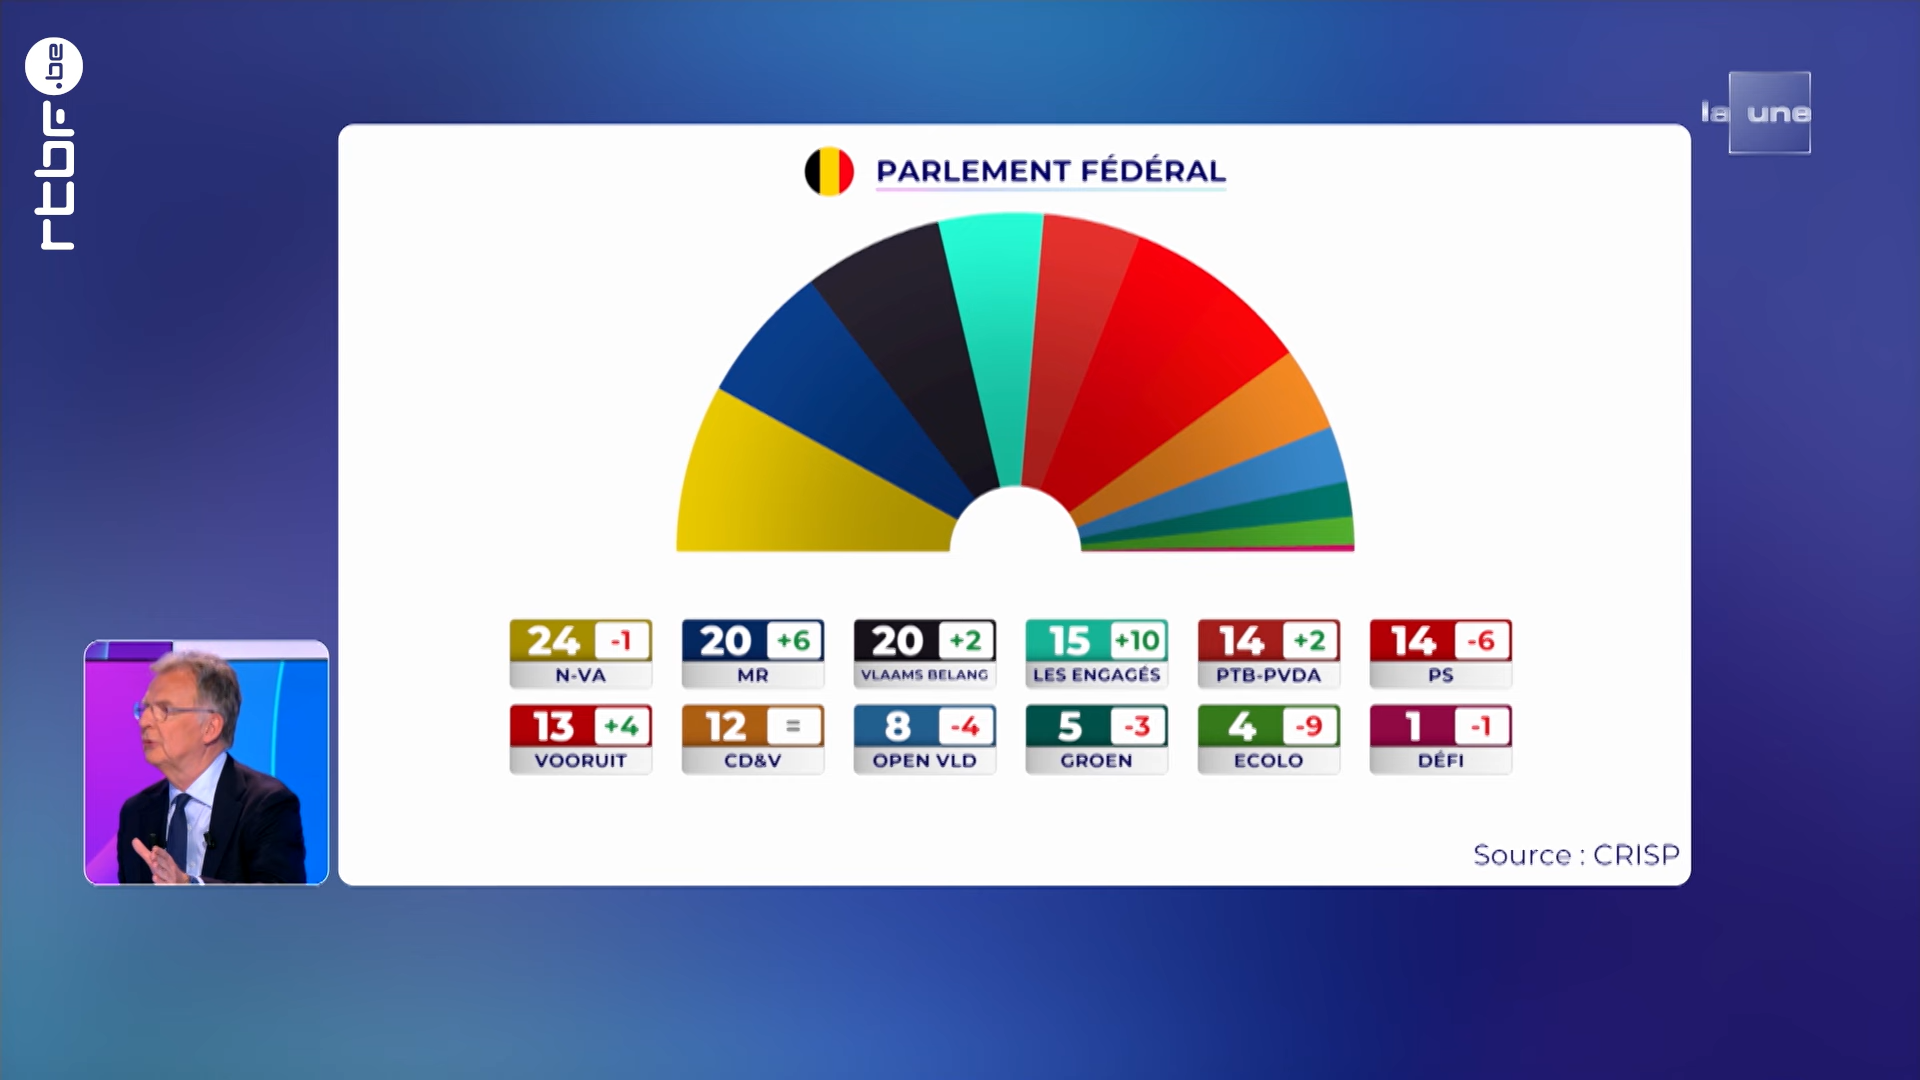 rtbf.be
la une
PARLEMENT FÉDÉRAL
24 -1
N-VA
20 +6
MR
20 +2
VLAAMS BELANG
15 +10
LES ENGAGÉS
14 +2
PTB-PVDA
14 -6
PS
13 +4
VOORUIT
12 =
CD&V
8 -4
OPEN VLD
5 -3
GROEN
4 -9
ECOLO
1 -1
DÉFI
Source : CRISP